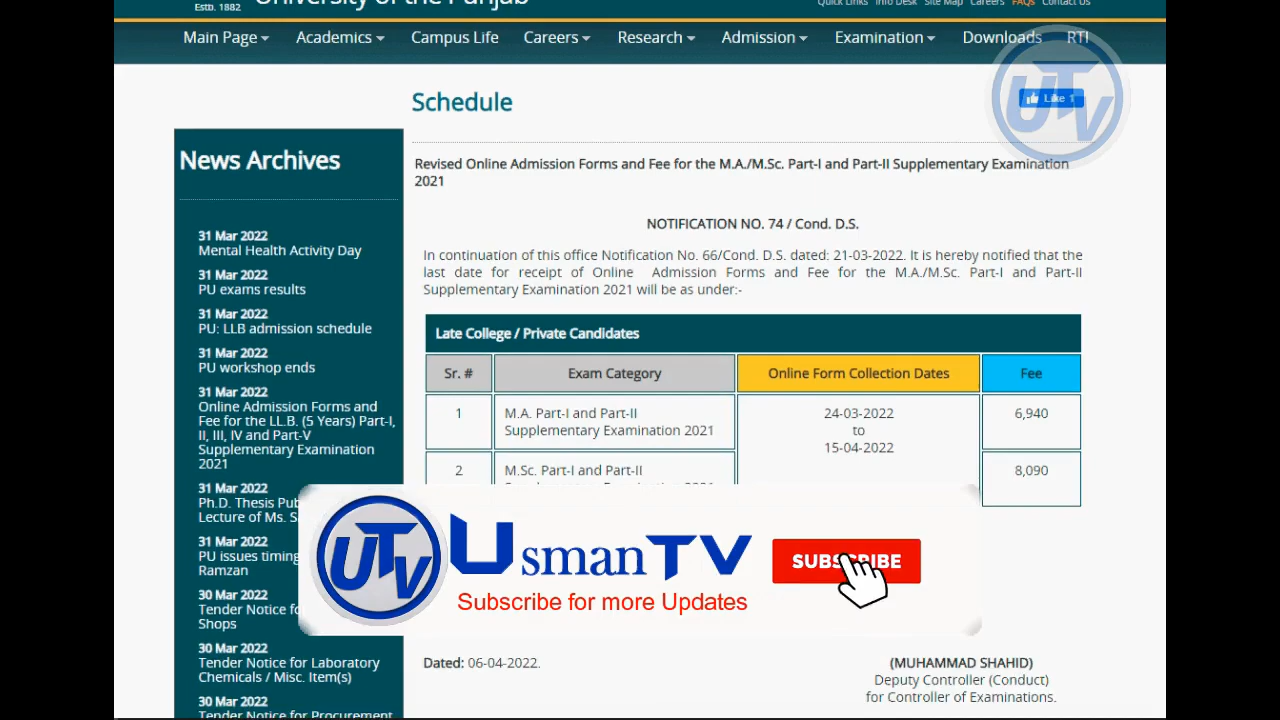 Estb. 1882
University of the Punjab
Quick Links Info Desk Site Map Careers FAQs Contact Us
Main Page Academics Campus Life Careers Research Admission Examination Downloads RTI
Schedule
Like 1
UTV
News Archives
31 Mar 2022
Mental Health Activity Day
31 Mar 2022
PU exams results
31 Mar 2022
PU: LLB admission schedule
31 Mar 2022
PU workshop ends
31 Mar 2022
Online Admission Forms and
Fee for the LL.B. (5 Years) Part-I,
II, III, IV and Part-V
Supplementary Examination
2021
31 Mar 2022
Ph.D. Thesis
Lecture of Ms.
31 Mar 2022
PU issues timing
Ramzan
30 Mar 2022
Tender Notice
Shops
30 Mar 2022
Tender Notice for Laboratory
Chemicals / Misc. Item(s)
30 Mar 2022
Tender Notice for Procurement
Revised Online Admission Forms and Fee for the M.A./M.Sc. Part-I and Part-II Supplementary Examination
2021
NOTIFICATION NO. 74 / Cond. D.S.
In continuation of this office Notification No. 66/Cond. D.S. dated: 21-03-2022. It is hereby notified that the
last date for receipt of Online Admission Forms and Fee for the M.A./M.Sc. Part-I and Part-II
Supplementary Examination 2021 will be as under:-
Late College / Private Candidates
Sr. # Exam Category Online Form Collection Dates Fee
1 M.A. Part-I and Part-II
Supplementary Examination 2021
24-03-2022
to
15-04-2022
6,940
2 M.Sc. Part-I and Part-II
8,090
UTV
Usman TV
Subscribe for more Updates
SUBSCRIBE
Dated: 06-04-2022.
(MUHAMMAD SHAHID)
Deputy Controller (Conduct)
for Controller of Examinations.